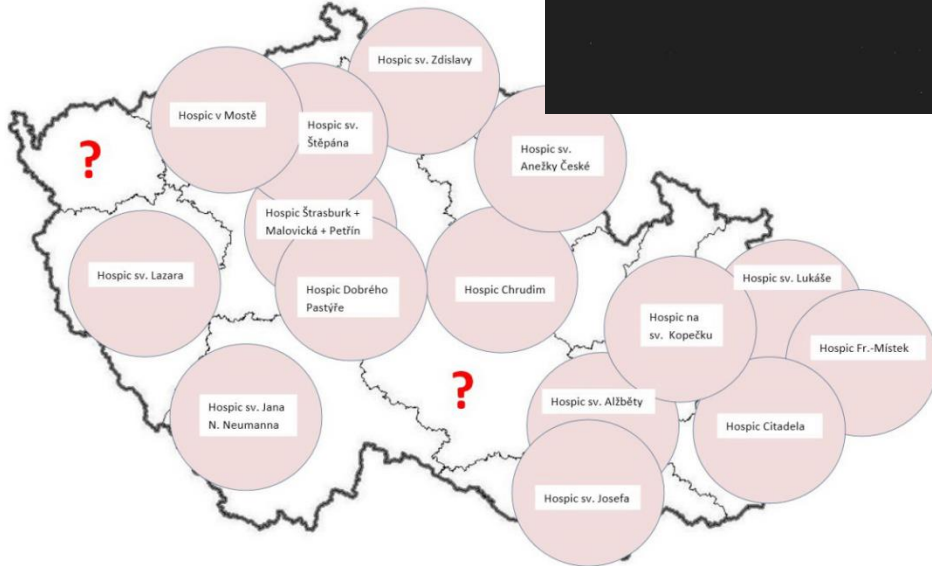 Hospic sv. Zdislavy
Hospic v Mostě
Hospic sv.
Štěpána
Hospic sv.
Anežky České
?
Hospic Štrasburk +
Malovická + Petřín
Hospic sv. Lazara
Hospic Dobrého
Pastýře
Hospic Chrudim
Hospic sv. Lukáše
Hospic na
sv. Kopečku
Hospic Fr.-Místek
?
Hospic sv. Jana
N. Neumanna
Hospic sv. Alžběty
Hospic Citadela
Hospic sv. Josefa